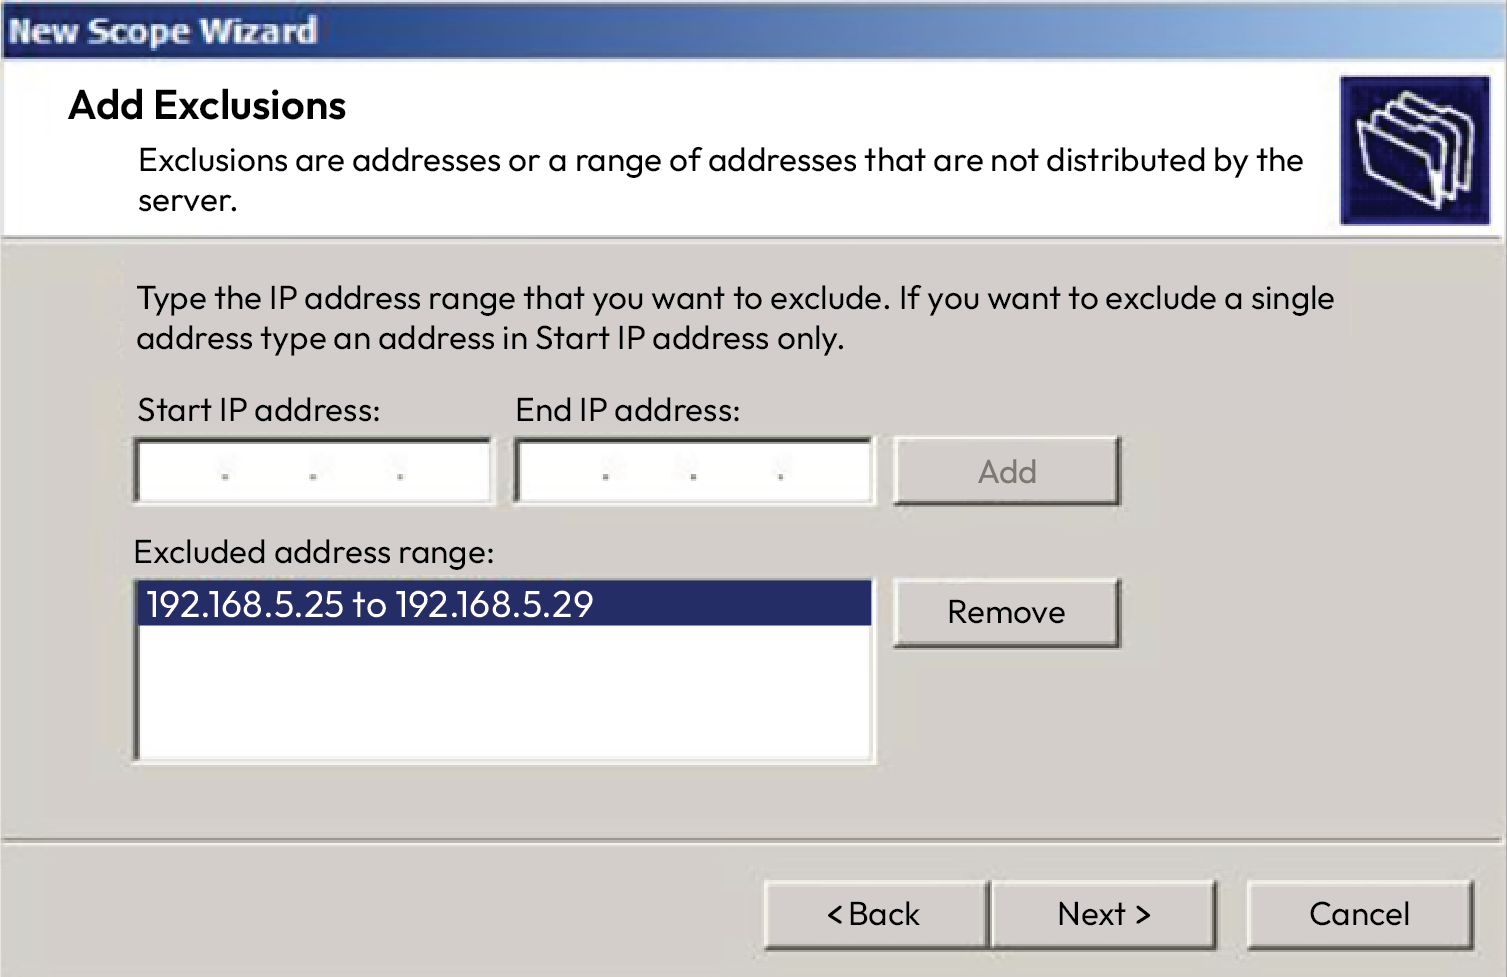 New Scope Wizard
Add Exclusions
Exclusions are addresses or a range of addresses that are not distributed by the
server.
Type the IP address range that you want to exclude. If you want to exclude a single
address type an address in Start IP address only.
Start IP address:
End IP address:
Add
Excluded address range:
192.168.5.25 to 192.168.5.29
Remove
< Back
Next >
Cancel